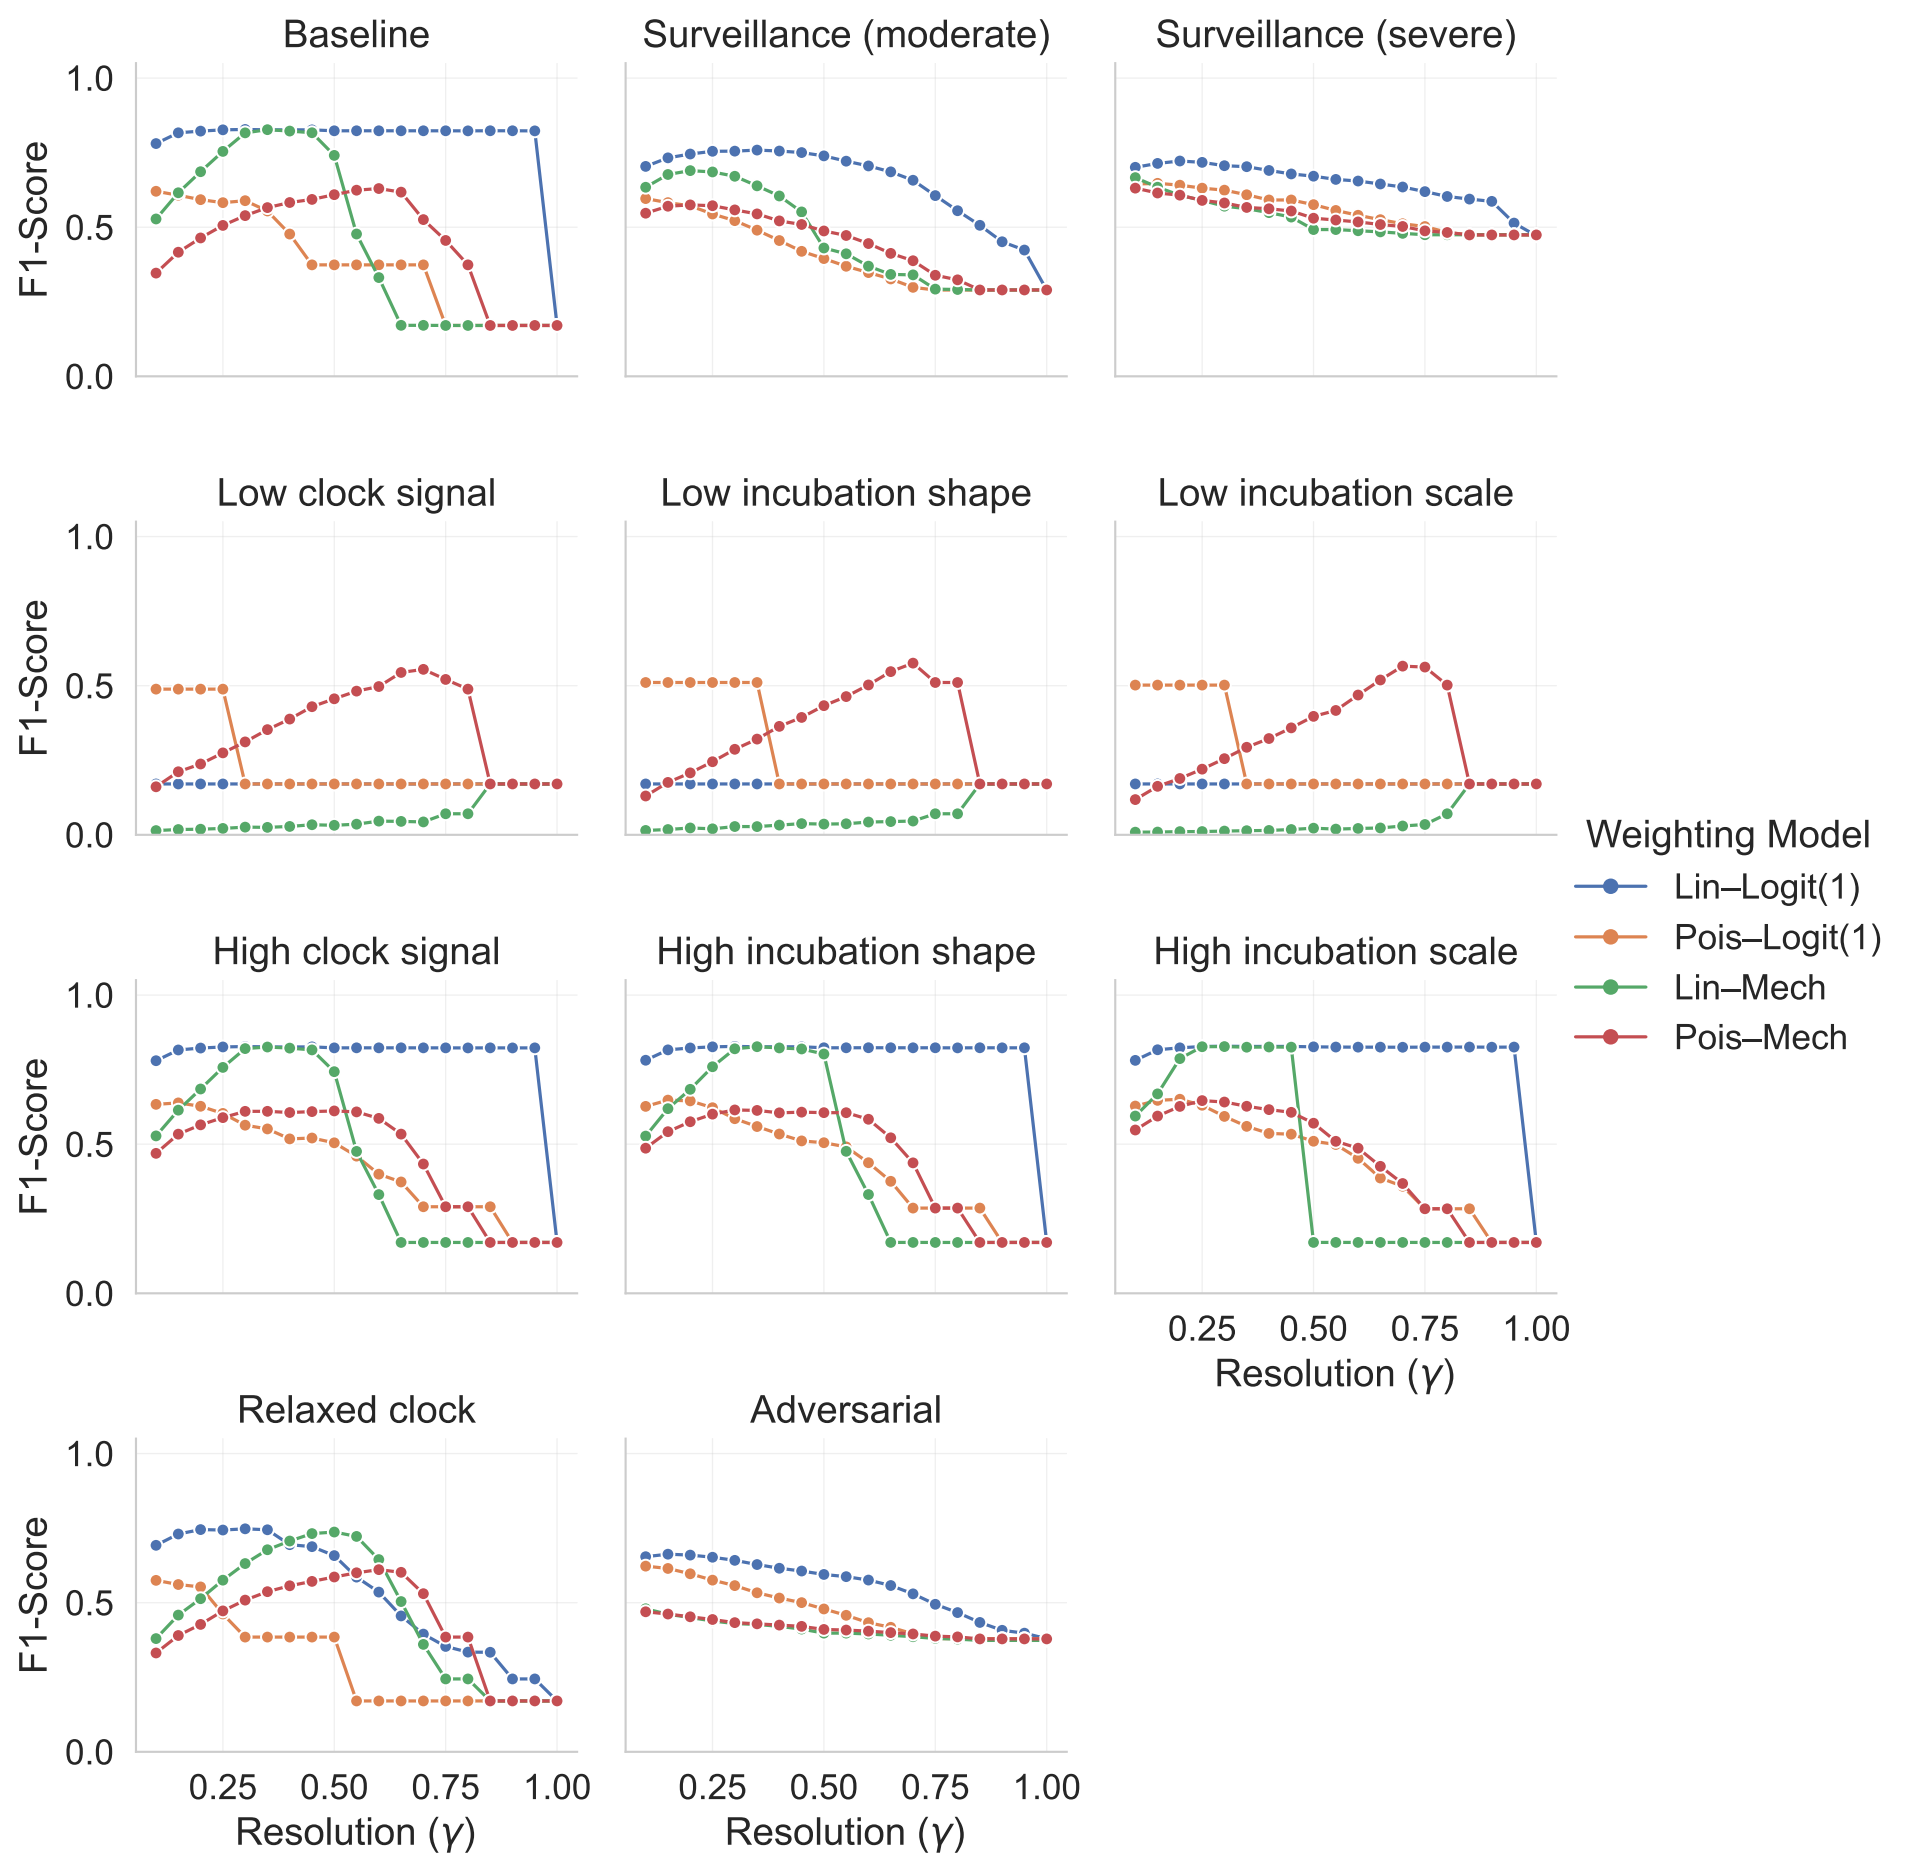 Baseline
Surveillance (moderate)
Surveillance (severe)
1.0
0.5
0.0
F1-Score
Low clock signal
Low incubation shape
Low incubation scale
1.0
0.5
0.0
F1-Score
Weighting Model
Lin–Logit(1)
Pois–Logit(1)
Lin–Mech
Pois–Mech
High clock signal
High incubation shape
High incubation scale
1.0
0.5
0.0
F1-Score
0.25 0.50 0.75 1.00
Resolution (γ)
Relaxed clock
Adversarial
1.0
0.5
0.0
F1-Score
0.25 0.50 0.75 1.00
Resolution (γ)
0.25 0.50 0.75 1.00
Resolution (γ)